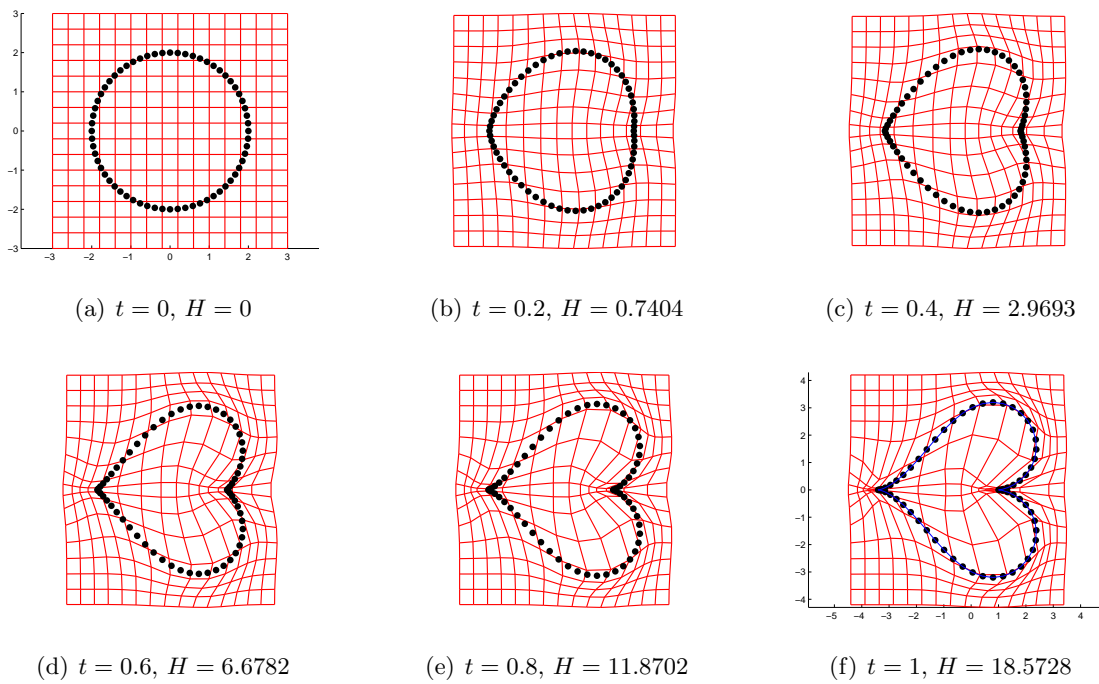 3
2
1
0
−1
−2
−3
−3 −2 −1 0 1 2 3
(a) t = 0, H = 0
(b) t = 0.2, H = 0.7404
(c) t = 0.4, H = 2.9693
4
3
2
1
0
−1
−2
−3
−4
−5 −4 −3 −2 −1 0 1 2 3 4
(d) t = 0.6, H = 6.6782
(e) t = 0.8, H = 11.8702
(f) t = 1, H = 18.5728